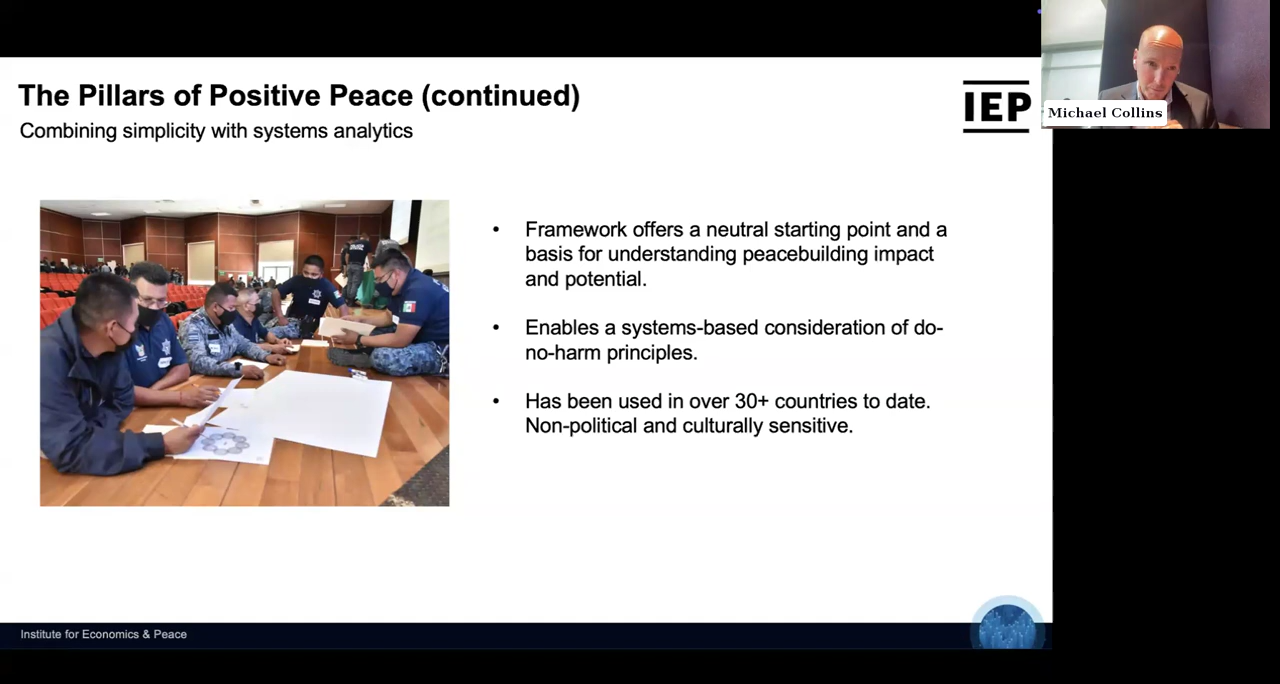 The Pillars of Positive Peace (continued)
Combining simplicity with systems analytics
IEP
Michael Collins
• Framework offers a neutral starting point and a
basis for understanding peacebuilding impact
and potential.
• Enables a systems-based consideration of do-
no-harm principles.
• Has been used in over 30+ countries to date.
Non-political and culturally sensitive.
Institute for Economics & Peace